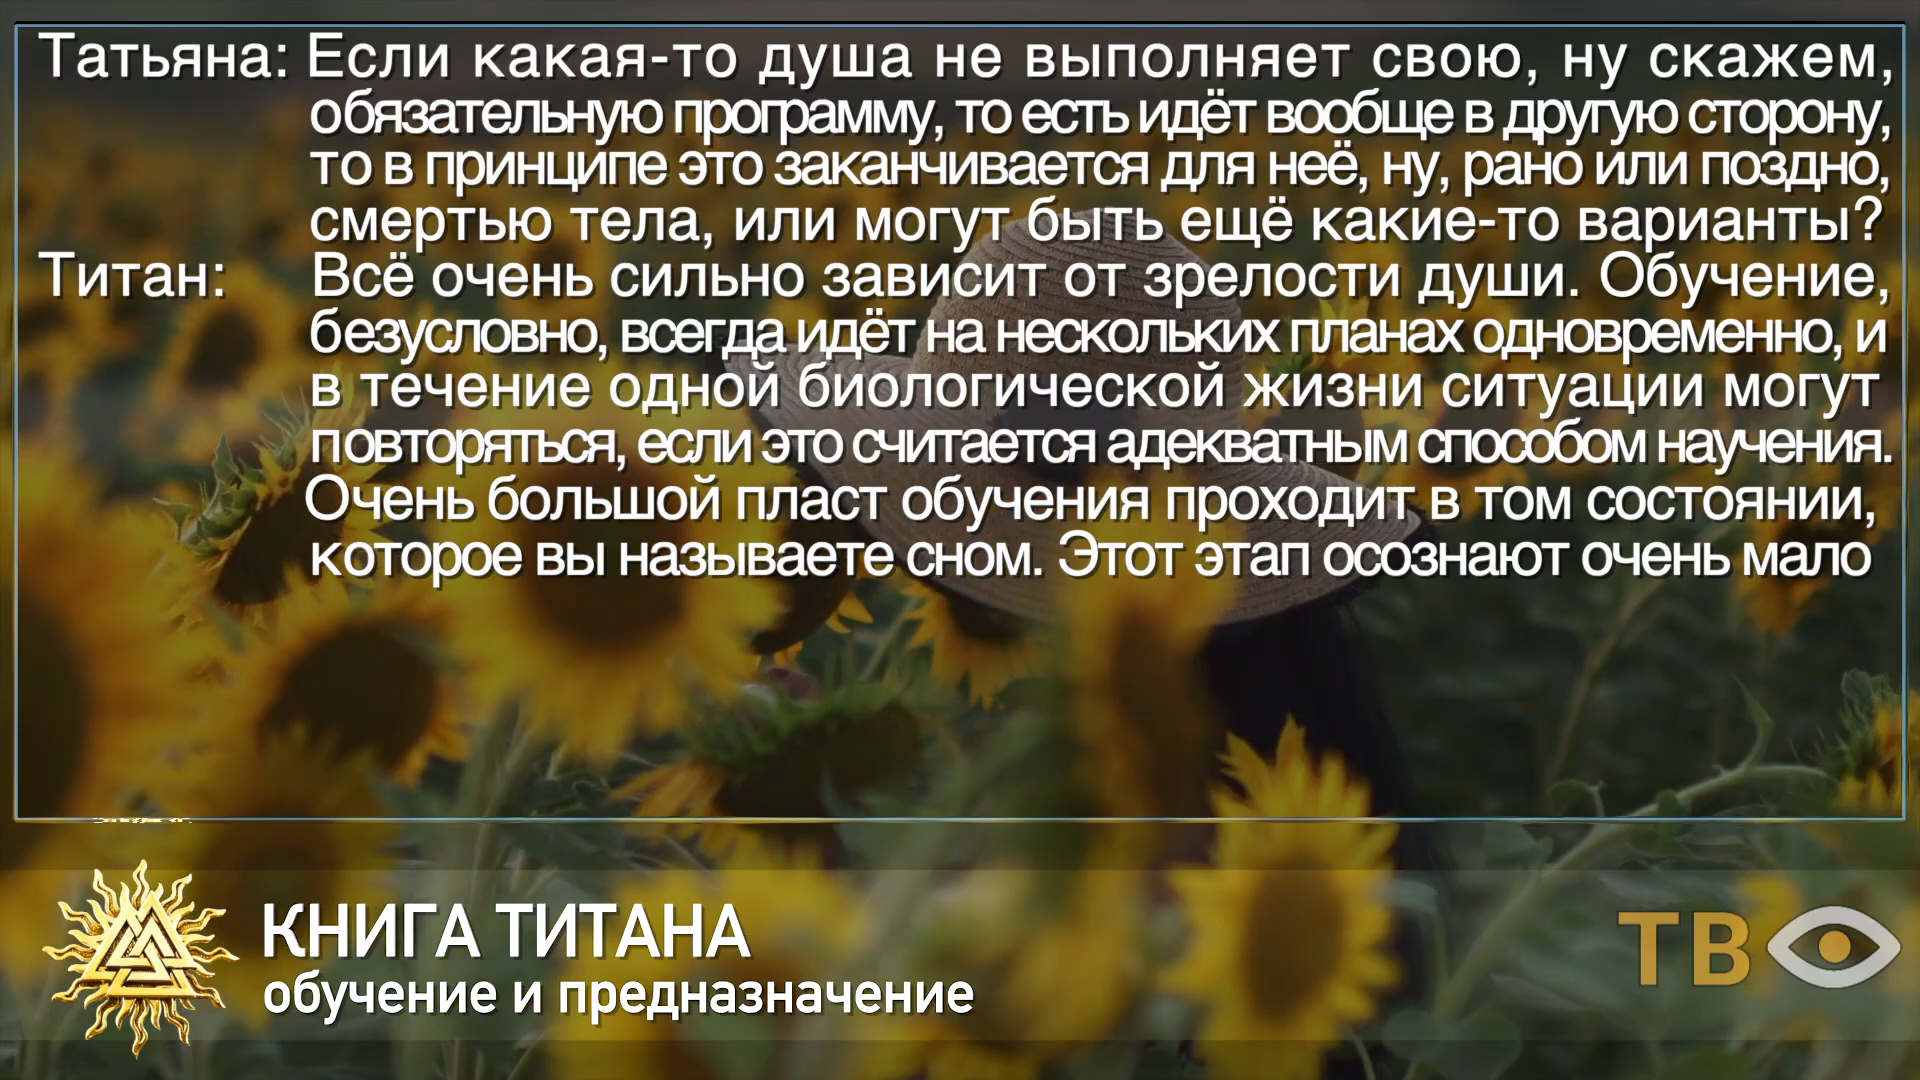 Татьяна: Если какая-то душа не выполняет свою, ну скажем,
обязательную программу, то есть идёт вообще в другую сторону,
то в принципе это заканчивается для неё, ну, рано или поздно,
смертью тела, или могут быть ещё какие-то варианты?
Титан: Всё очень сильно зависит от зрелости души. Обучение,
безусловно, всегда идёт на нескольких планах одновременно, и
в течение одной биологической жизни ситуации могут
повторяться, если это считается адекватным способом научения.
Очень большой пласт обучения проходит в том состоянии,
которое вы называете сном. Этот этап осознают очень мало
КНИГА ТИТАНА
обучение и предназначение
ТВ